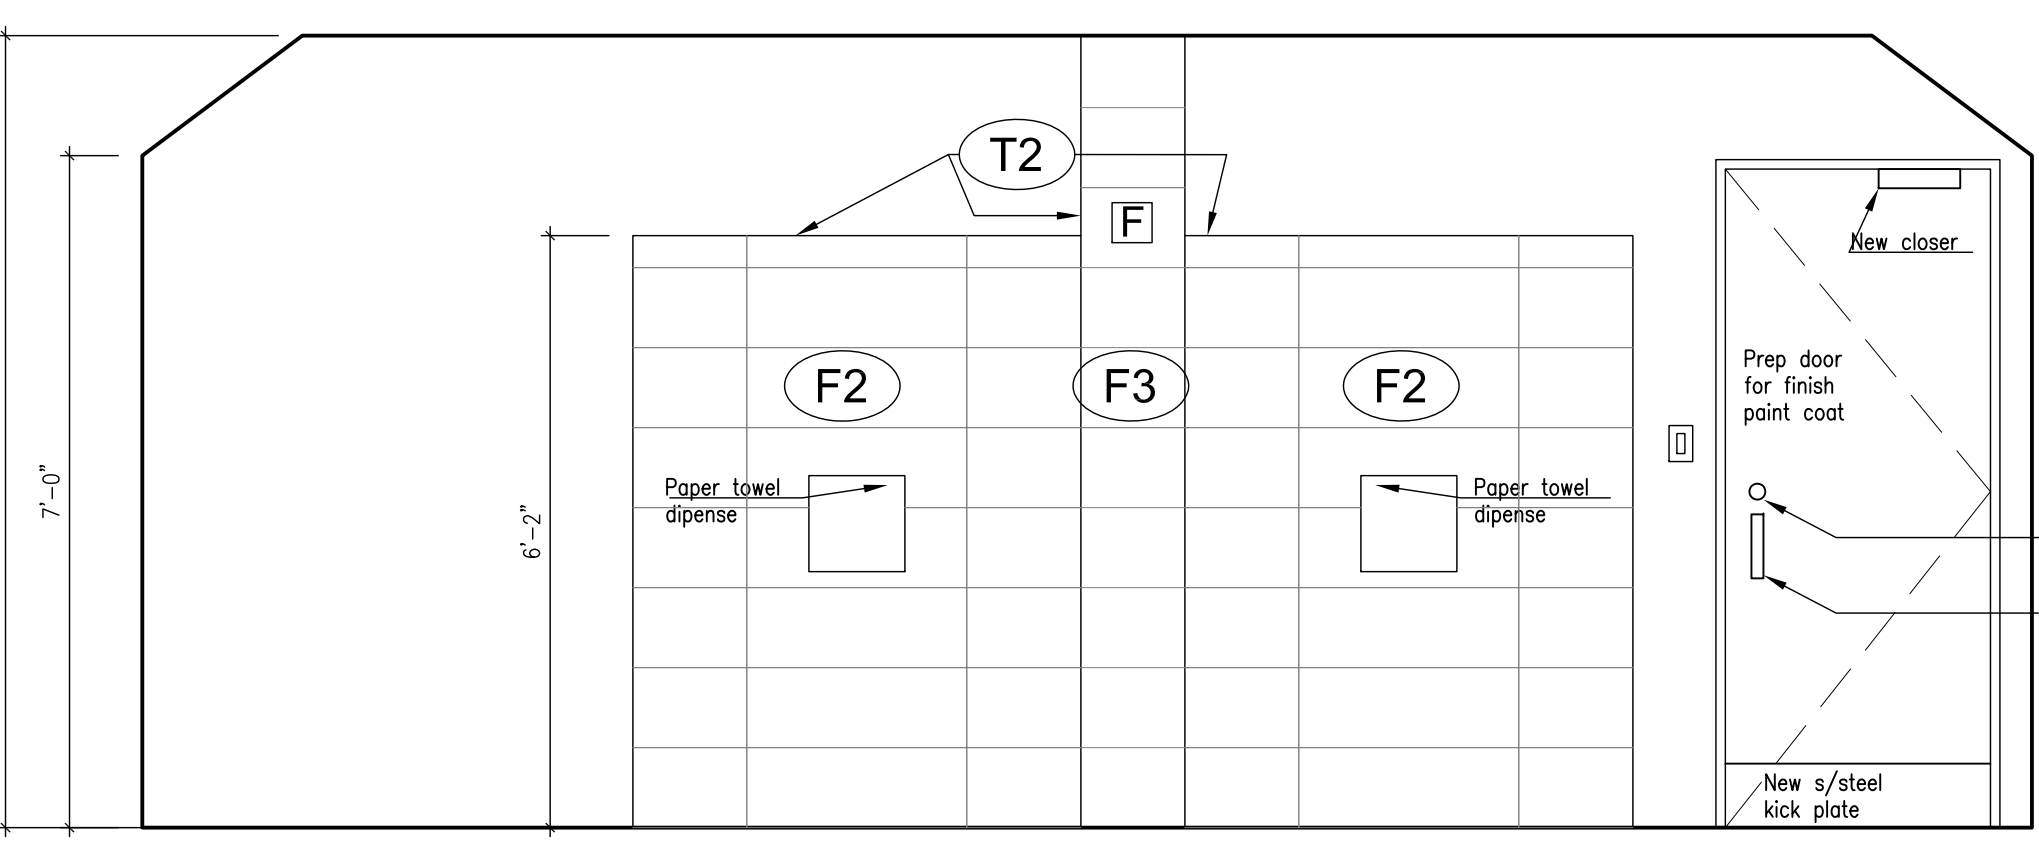 T2
F
New closer
F2
F3
F2
Prep door
for finish
paint coat
7'-0"
6'-2"
Paper towel
dipense
Paper towel
dipense
New s/steel
kick plate